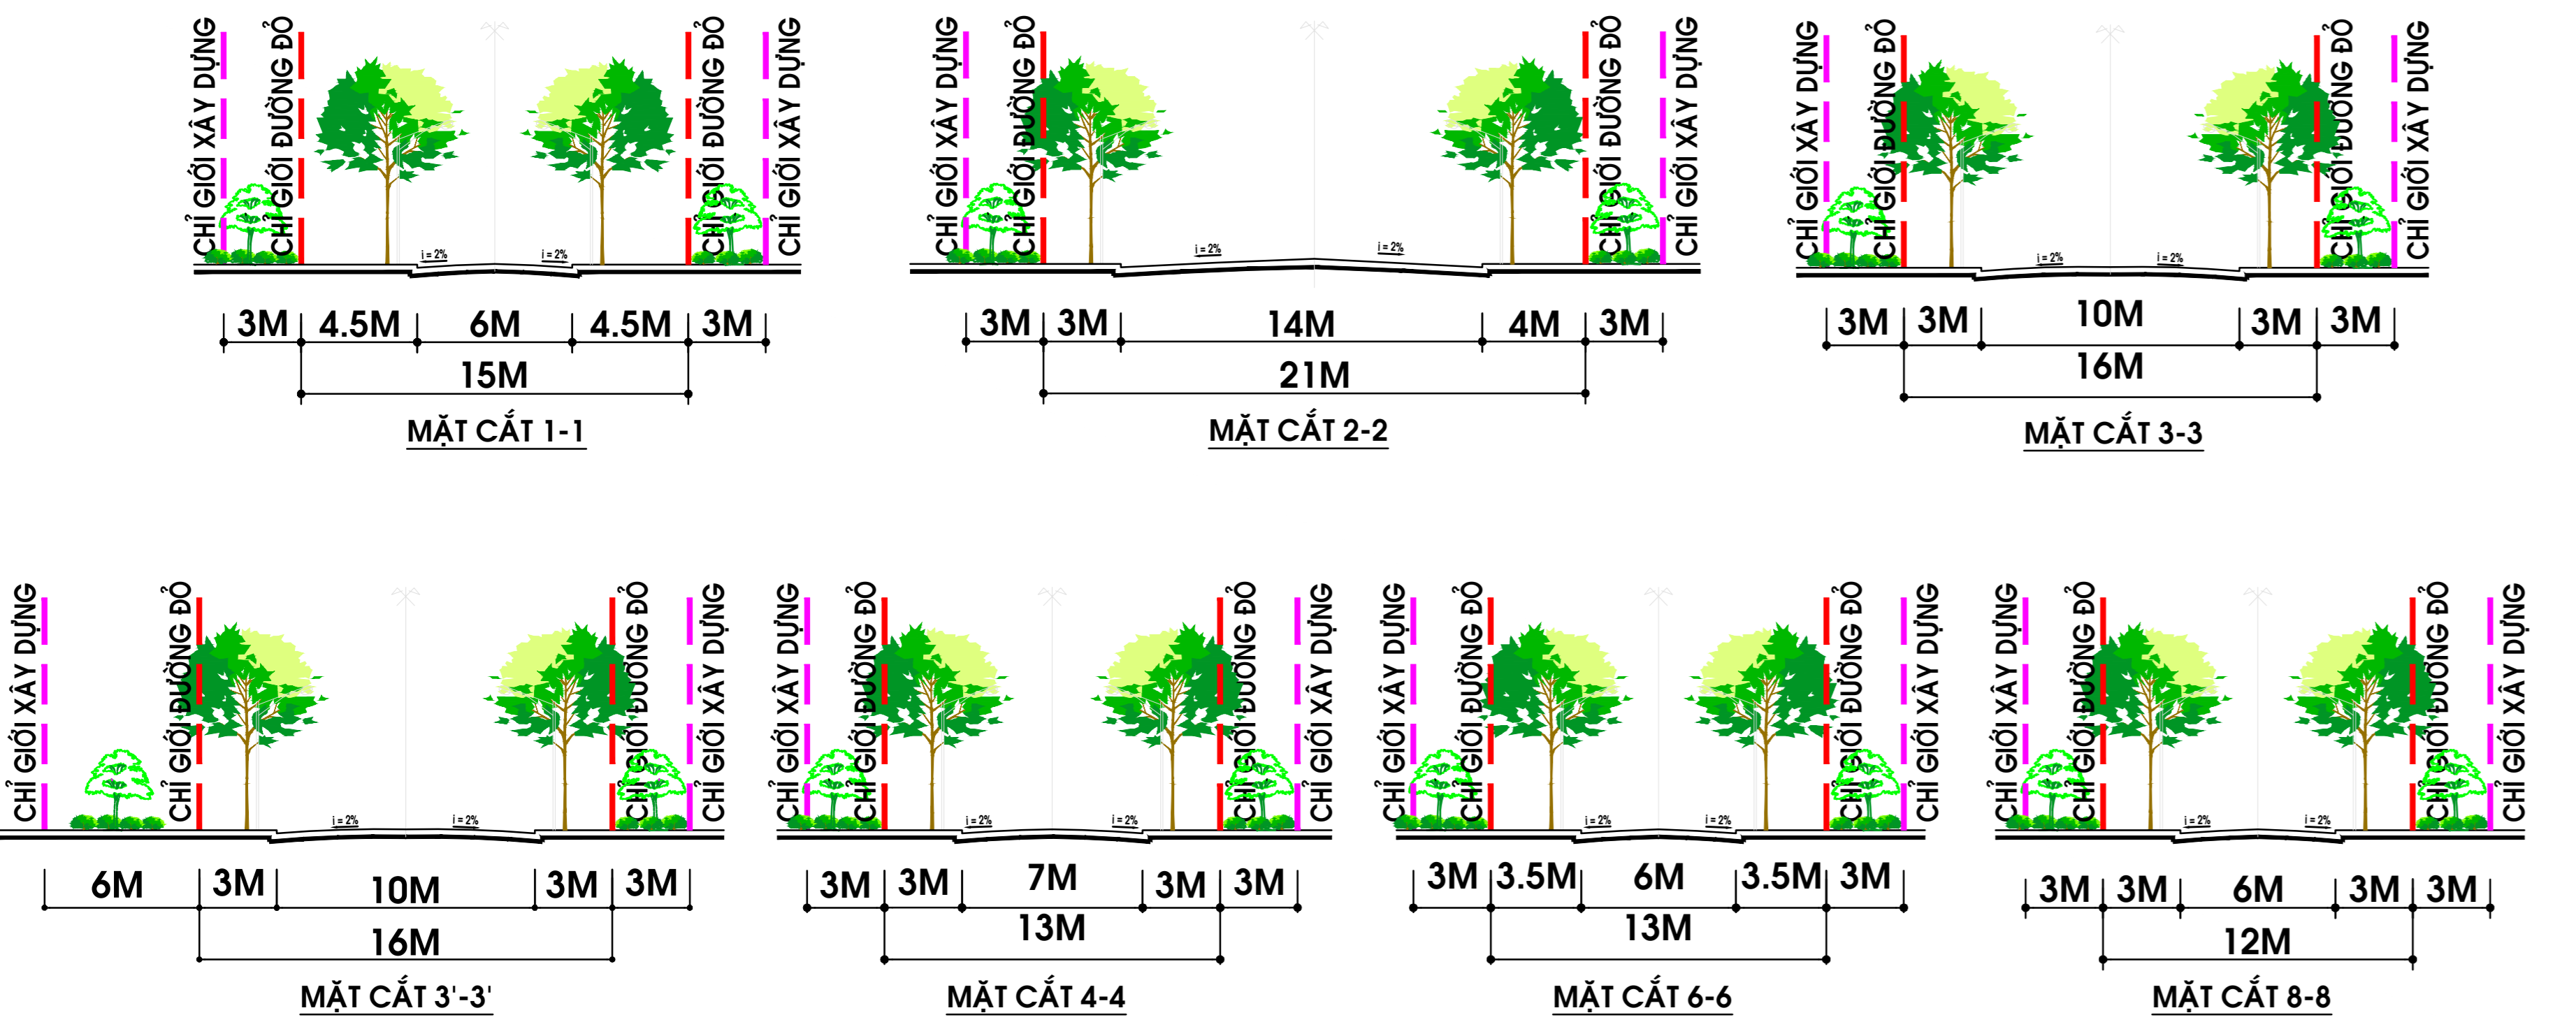 CHỈ GIỚI XÂY DỰNG
CHỈ GIỚI ĐƯỜNG ĐỎ
CHỈ GIỚI ĐƯỜNG ĐỎ
CHỈ GIỚI XÂY DỰNG
i = 2%
i = 2%
3M 4.5M 6M 4.5M 3M
15M
MẶT CẮT 1-1
CHỈ GIỚI XÂY DỰNG
CHỈ GIỚI ĐƯỜNG ĐỎ
CHỈ GIỚI ĐƯỜNG ĐỎ
CHỈ GIỚI XÂY DỰNG
i = 2%
i = 2%
3M 3M 14M 4M 3M
21M
MẶT CẮT 2-2
CHỈ GIỚI XÂY DỰNG
CHỈ GIỚI ĐƯỜNG ĐỎ
CHỈ GIỚI ĐƯỜNG ĐỎ
CHỈ GIỚI XÂY DỰNG
i = 2%
i = 2%
3M 3M 10M 3M 3M
16M
MẶT CẮT 3-3
CHỈ GIỚI XÂY DỰNG
CHỈ GIỚI ĐƯỜNG ĐỎ
CHỈ GIỚI ĐƯỜNG ĐỎ
CHỈ GIỚI XÂY DỰNG
i = 2%
i = 2%
6M 3M 10M 3M 3M
16M
MẶT CẮT 3'-3'
CHỈ GIỚI XÂY DỰNG
CHỈ GIỚI ĐƯỜNG ĐỎ
CHỈ GIỚI ĐƯỜNG ĐỎ
CHỈ GIỚI XÂY DỰNG
i = 2%
i = 2%
3M 3M 7M 3M 3M
13M
MẶT CẮT 4-4
CHỈ GIỚI XÂY DỰNG
CHỈ GIỚI ĐƯỜNG ĐỎ
CHỈ GIỚI ĐƯỜNG ĐỎ
CHỈ GIỚI XÂY DỰNG
i = 2%
i = 2%
3M 3.5M 6M 3.5M 3M
13M
MẶT CẮT 6-6
CHỈ GIỚI XÂY DỰNG
CHỈ GIỚI ĐƯỜNG ĐỎ
CHỈ GIỚI ĐƯỜNG ĐỎ
CHỈ GIỚI XÂY DỰNG
i = 2%
i = 2%
3M 3M 6M 3M 3M
12M
MẶT CẮT 8-8